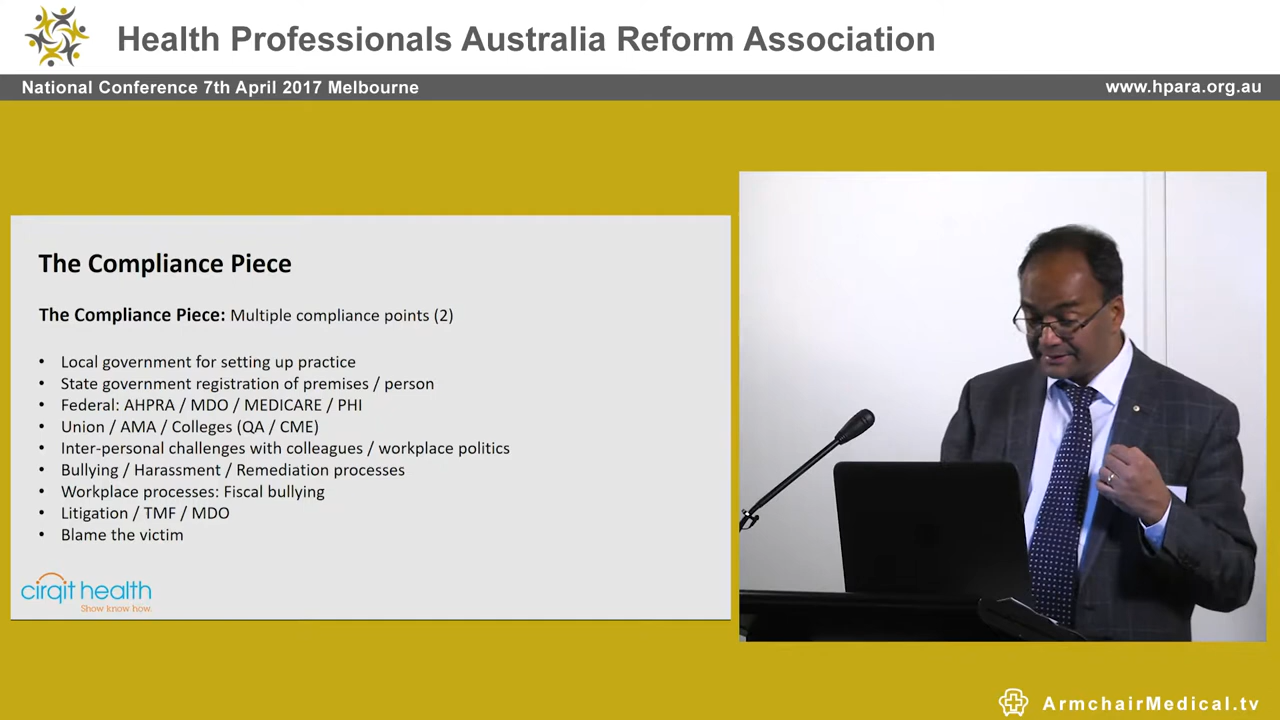 Health Professionals Australia Reform Association
National Conference 7th April 2017 Melbourne
www.hpara.org.au
The Compliance Piece
The Compliance Piece: Multiple compliance points (2)
• Local government for setting up practice
• State government registration of premises / person
• Federal: AHPRA / MDO / MEDICARE / PHI
• Union / AMA / Colleges (QA / CME)
• Inter-personal challenges with colleagues / workplace politics
• Bullying / Harassment / Remediation processes
• Workplace processes: Fiscal bullying
• Litigation / TMF / MDO
• Blame the victim
cirqit health
Show know how.
ArmchairMedical.tv